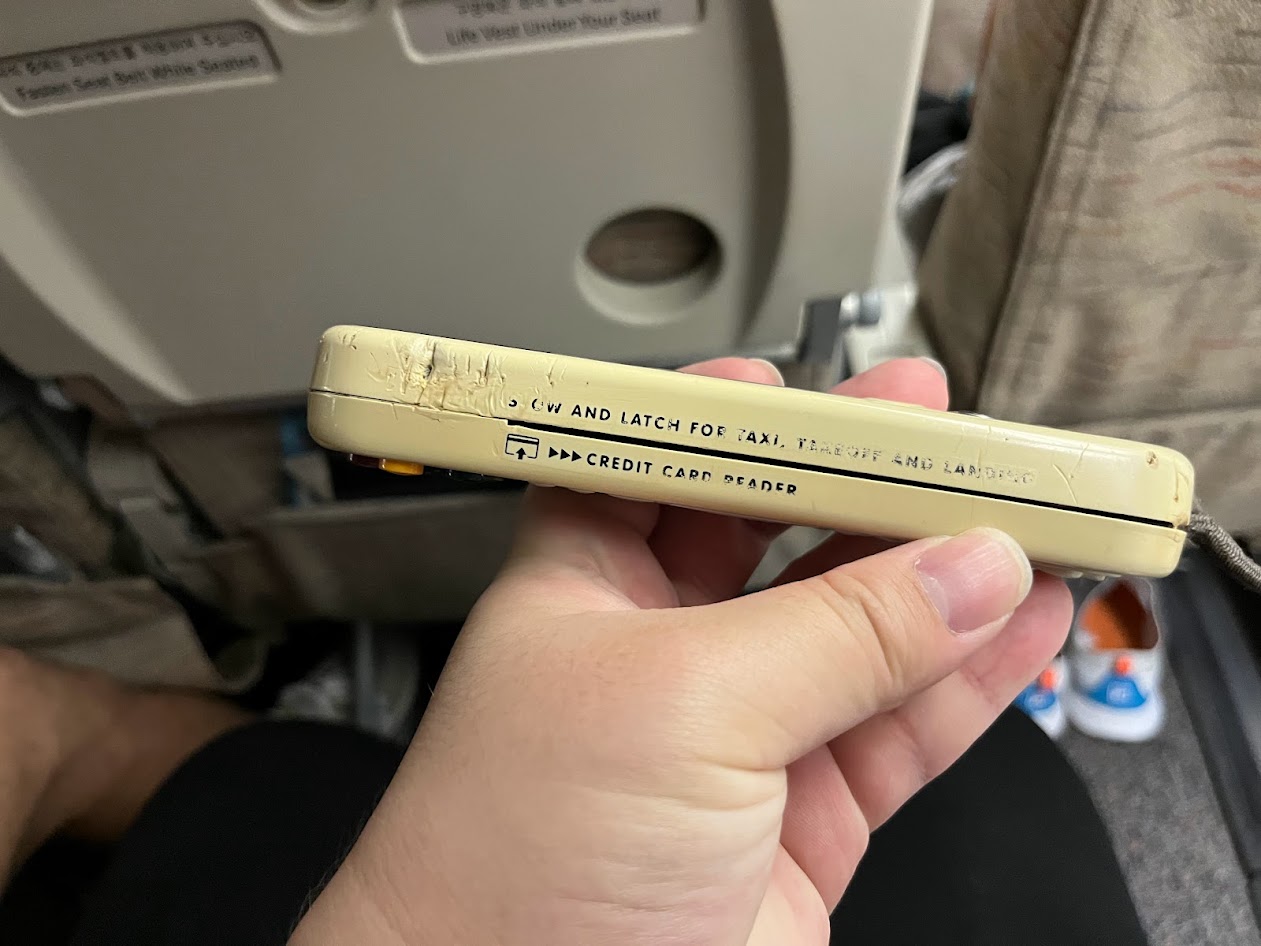 Fasten Seat Belt While Seated
Life Vest Under Your Seat
S OW AND LATCH FOR TAXI, TAKEOFF AND LANDING
▸▸▸CREDIT CARD READER